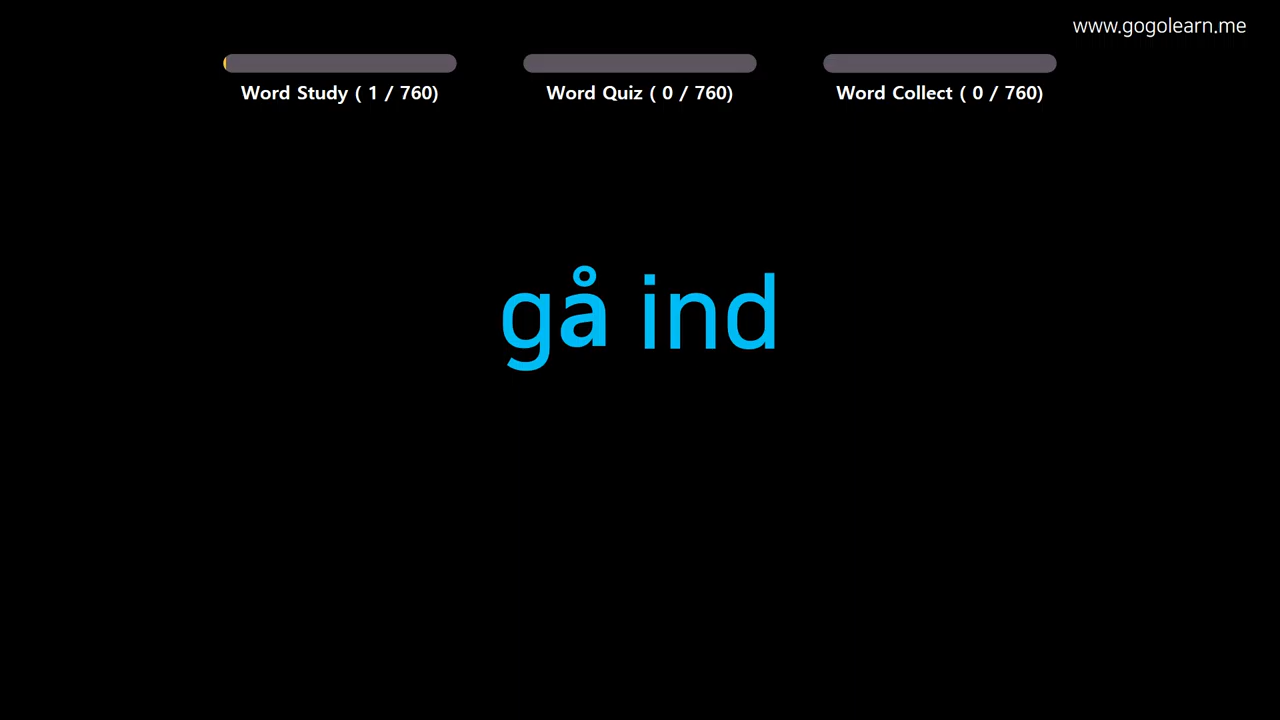 www.gogolearn.me
Word Study ( 1 / 760)
Word Quiz ( 0 / 760)
Word Collect ( 0 / 760)
gå ind